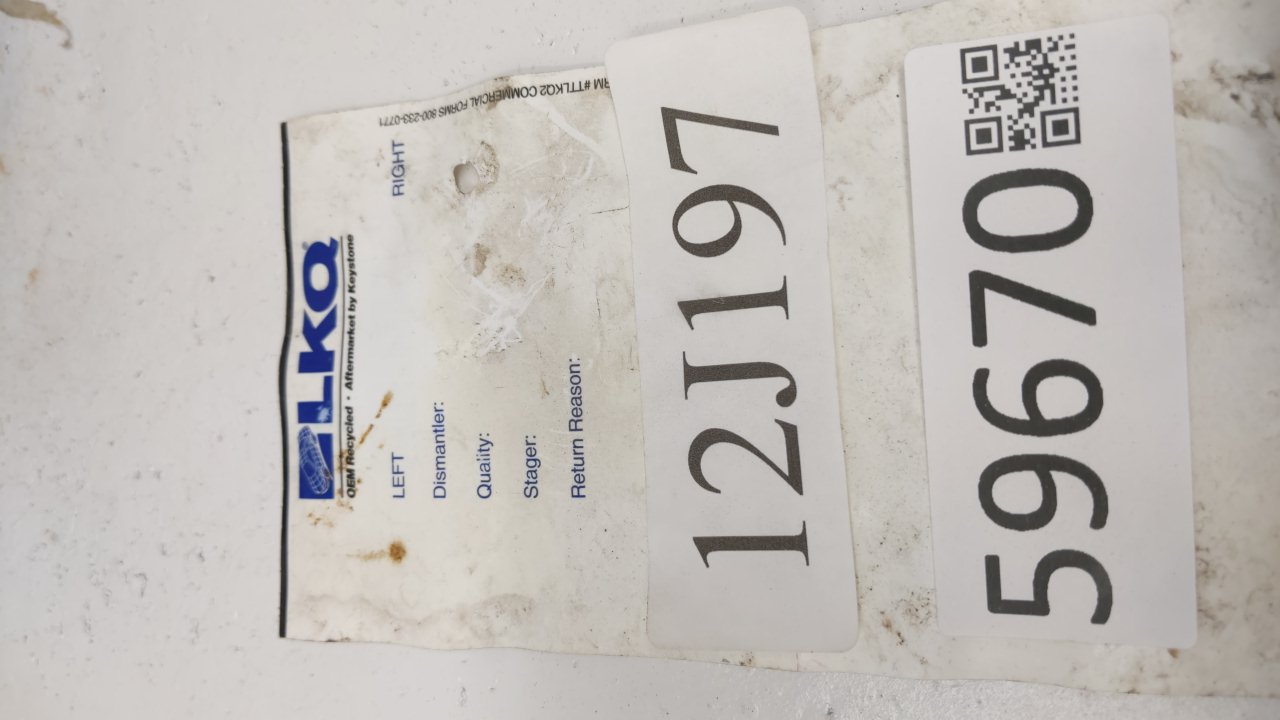 LKQ
OEM Recycled • Aftermarket by Keystone
LEFT RIGHT
Dismantler:
Quality:
Stager:
Return Reason:
RM #TTLKQ2 COMMERCIAL FORMS 800-233-0771
12J197
59670